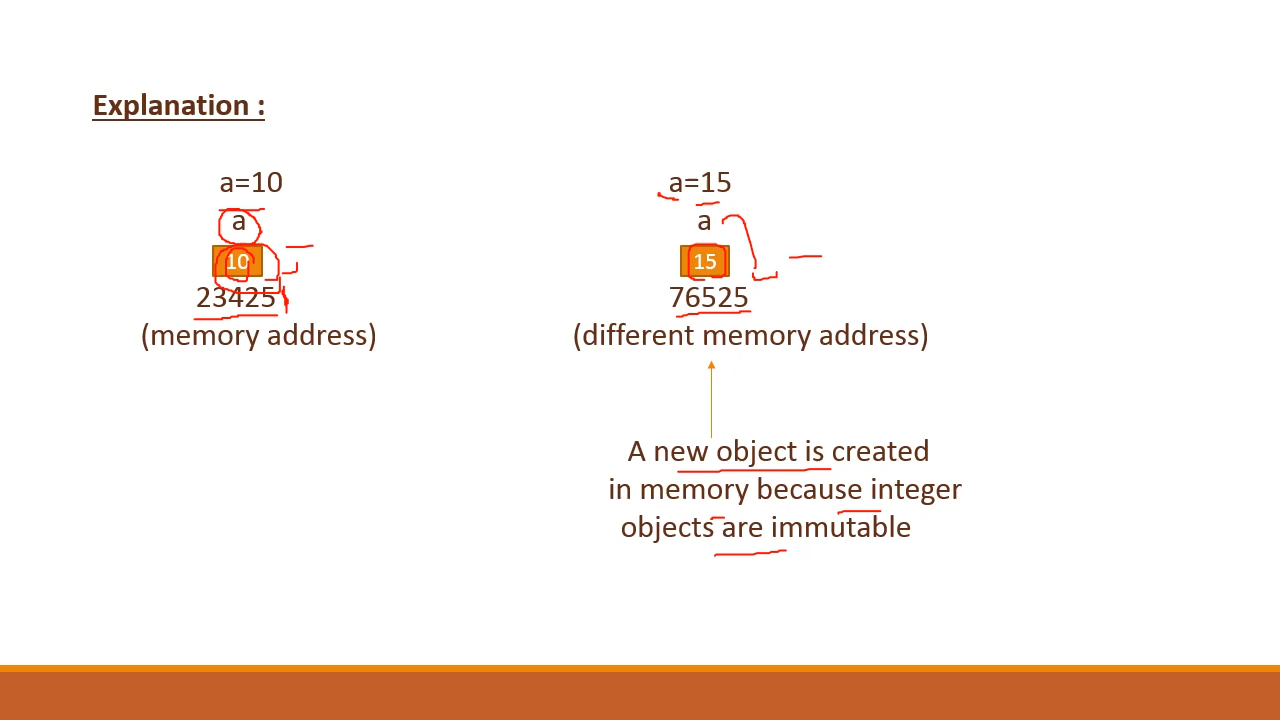 Explanation :
a=10
a
10
23425
(memory address)
a=15
a
15
76525
(different memory address)
A new object is created
in memory because integer
objects are immutable